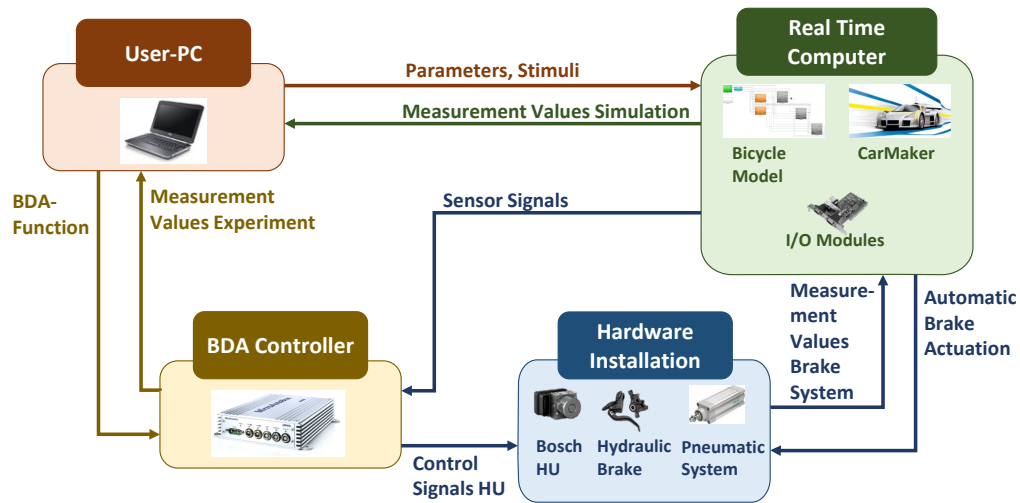 User-PC
Real Time
Computer
Parameters, Stimuli
Measurement Values Simulation
Bicycle
Model
CarMaker
BDA-
Function
Measurement
Values Experiment
Sensor Signals
I/O Modules
Measure-
ment
Values
Brake
System
Automatic
Brake
Actuation
BDA Controller
Hardware
Installation
Bosch
HU
Hydraulic
Brake
Pneumatic
System
Control
Signals HU